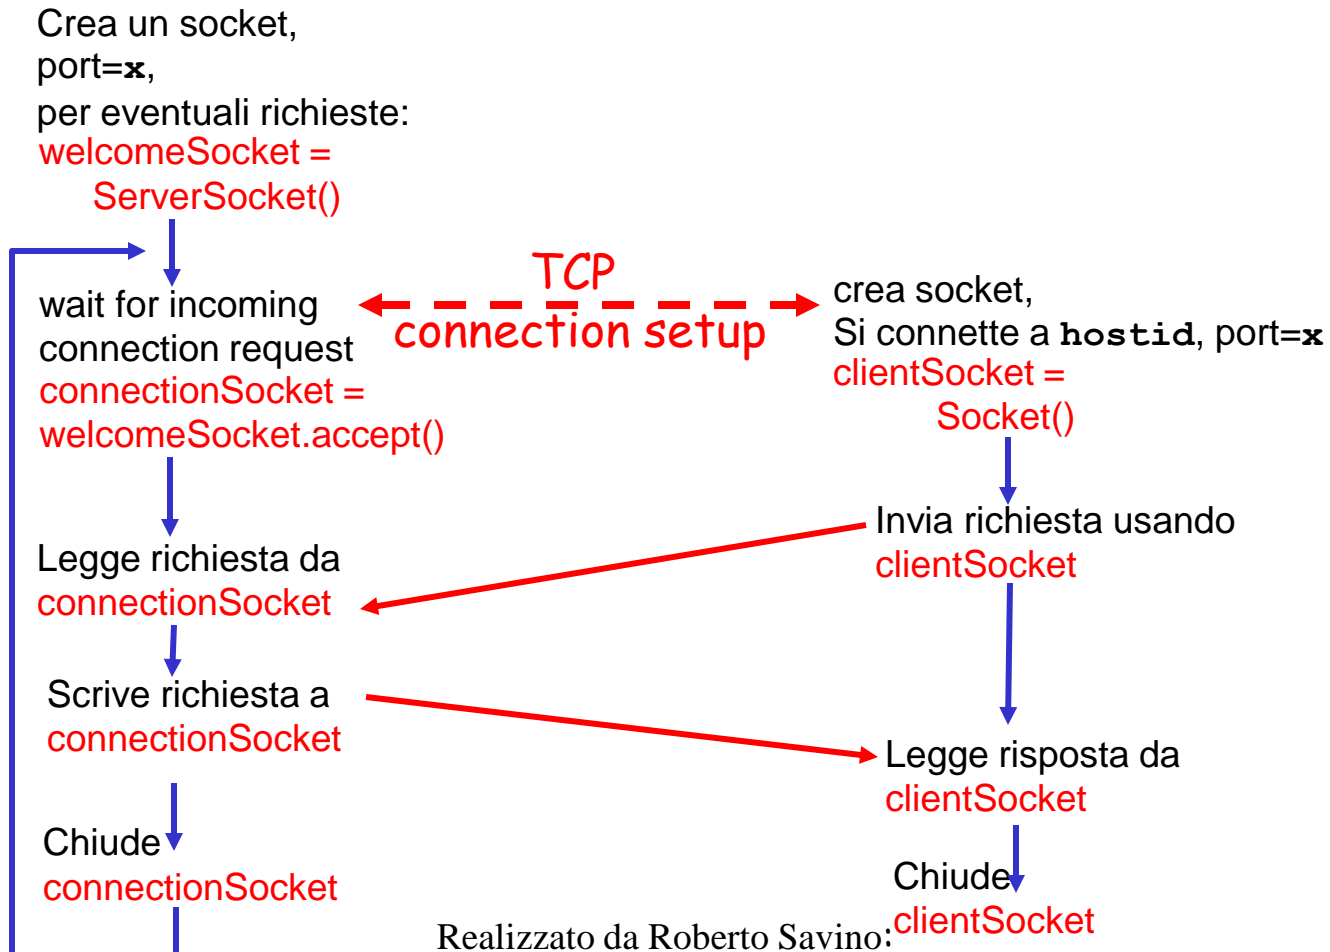 Crea un socket,
port=x,
per eventuali richieste:
welcomeSocket =
ServerSocket()
TCP
connection setup
wait for incoming
connection request
connectionSocket =
welcomeSocket.accept()
crea socket,
Si connette a hostid, port=x
clientSocket =
Socket()
Invia richiesta usando
clientSocket
Legge richiesta da
connectionSocket
Scrive richiesta a
connectionSocket
Legge risposta da
clientSocket
Chiude
connectionSocket
Chiude
clientSocket
Realizzato da Roberto Savino: